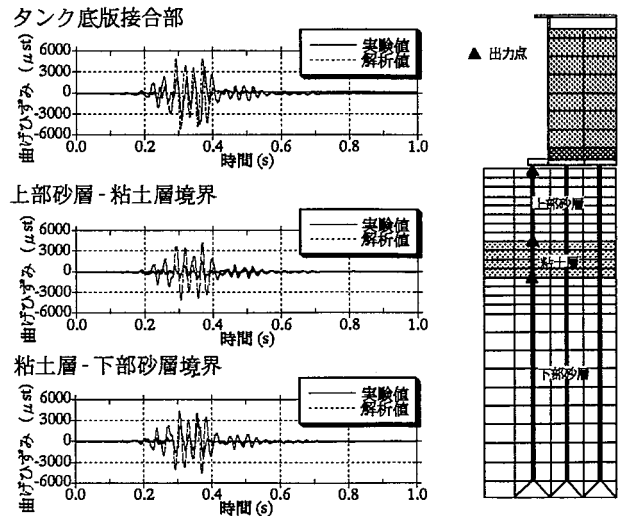 タンク底版接合部
曲げひずみ (μst)
6000
3000
0
-3000
-6000
実験値
解析値
0.0 0.2 0.4 0.6 0.8 1.0
時間 (s)
上部砂層 - 粘土層境界
曲げひずみ (μst)
6000
3000
0
-3000
-6000
実験値
解析値
0.0 0.2 0.4 0.6 0.8 1.0
時間 (s)
粘土層 - 下部砂層境界
曲げひずみ (μst)
6000
3000
0
-3000
-6000
実験値
解析値
0.0 0.2 0.4 0.6 0.8 1.0
時間 (s)
▲ 出力点
上部砂層
粘土層
下部砂層